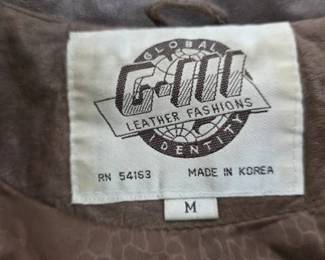 GLOBAL
G-III
LEATHER FASHIONS
IDENTITY
RN 54163 MADE IN KOREA
M